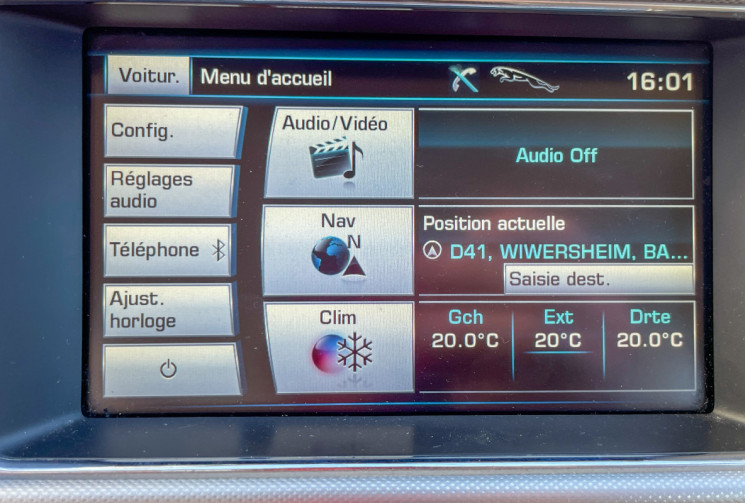 Voitur.
Menu d'accueil
16:01
Config.
Réglages
audio
Téléphone
Ajust.
horloge
Audio/Vidéo
Nav
N
Clim
Audio Off
Position actuelle
D41, WIWERSHEIM, BA...
Saisie dest.
Gch Ext Drte
20.0°C 20°C 20.0°C